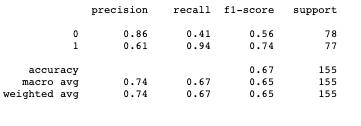 precision recall f1-score support
0 0.86 0.41 0.56 78
1 0.61 0.94 0.74 77
accuracy 0.67 155
macro avg 0.74 0.67 0.65 155
weighted avg 0.74 0.67 0.65 155